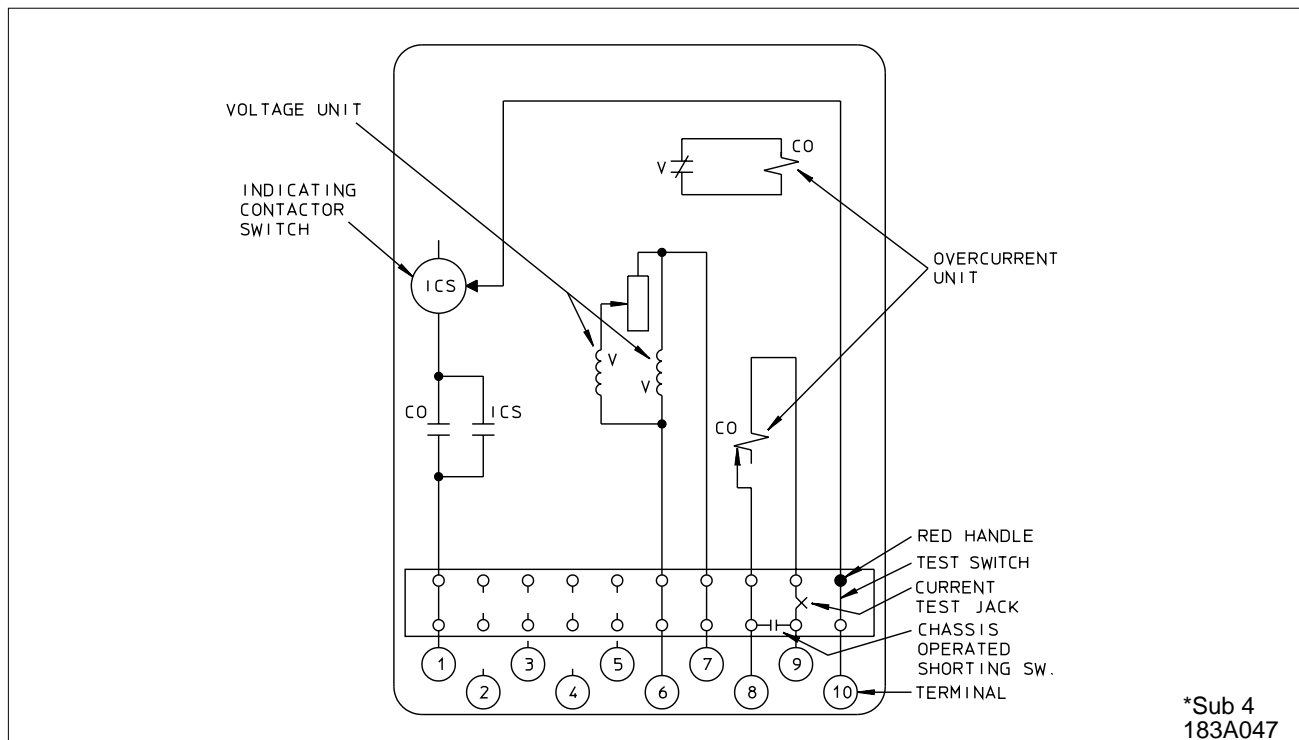 VOLTAGE UNIT
CO
V
INDICATING
CONTACTOR
SWITCH
OVERCURRENT
UNIT
ICS
V
V
CO
ICS
CO
RED HANDLE
TEST SWITCH
CURRENT
TEST JACK
CHASSIS
OPERATED
SHORTING SW.
1
3
5
7
9
2
4
6
8
10
TERMINAL
*Sub 4
183A047